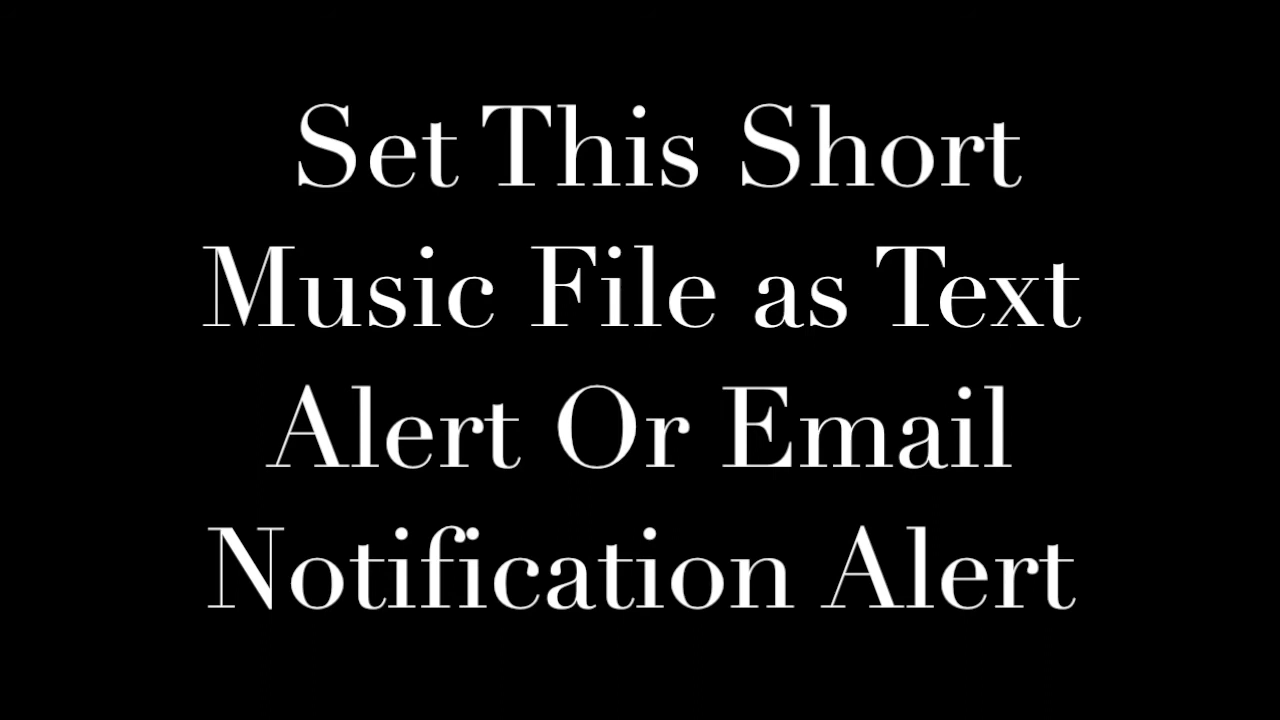 Set This Short
Music File as Text
Alert Or Email
Notification Alert